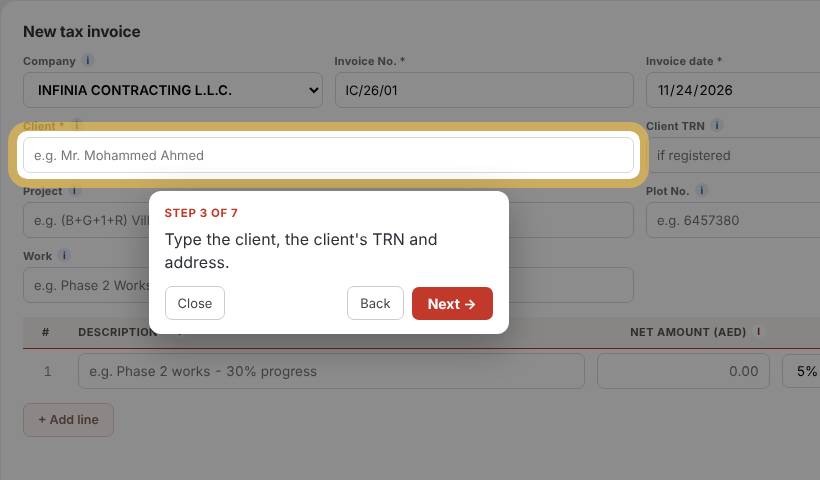 New tax invoice
Company i Invoice No. * Invoice date *
INFINIA CONTRACTING L.L.C. IC/26/01 11/24/2026
Client * i Client TRN i
e.g. Mr. Mohammed Ahmed if registered
Project i Plot No. i
e.g. (B+G+1+R) Vill e.g. 6457380
STEP 3 OF 7
Type the client, the client's TRN and
address.
Work i
e.g. Phase 2 Works
Close Back Next →
# DESCRIPTION NET AMOUNT (AED) i
1 e.g. Phase 2 works - 30% progress 0.00 5%
+ Add line